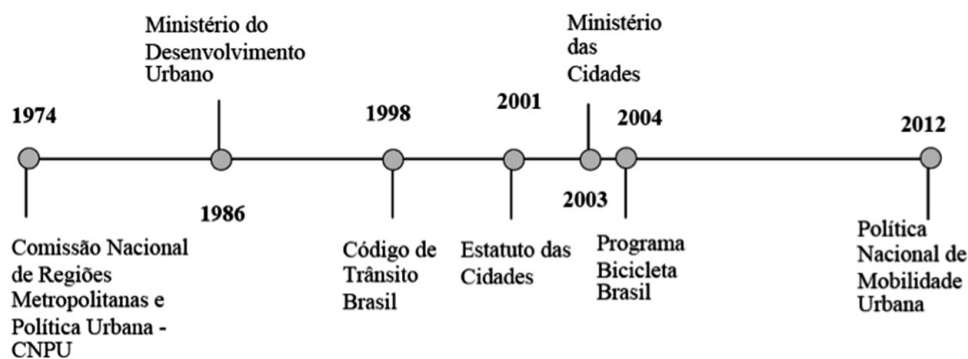 1974
Comissão Nacional
de Regiões
Metropolitanas e
Política Urbana -
CNPU
Ministério do
Desenvolvimento
Urbano
1986
1998
Código de
Trânsito
Brasil
2001
Estatuto das
Cidades
Ministério
das
Cidades
2003
2004
Programa
Bicicleta
Brasil
2012
Política
Nacional de
Mobilidade
Urbana